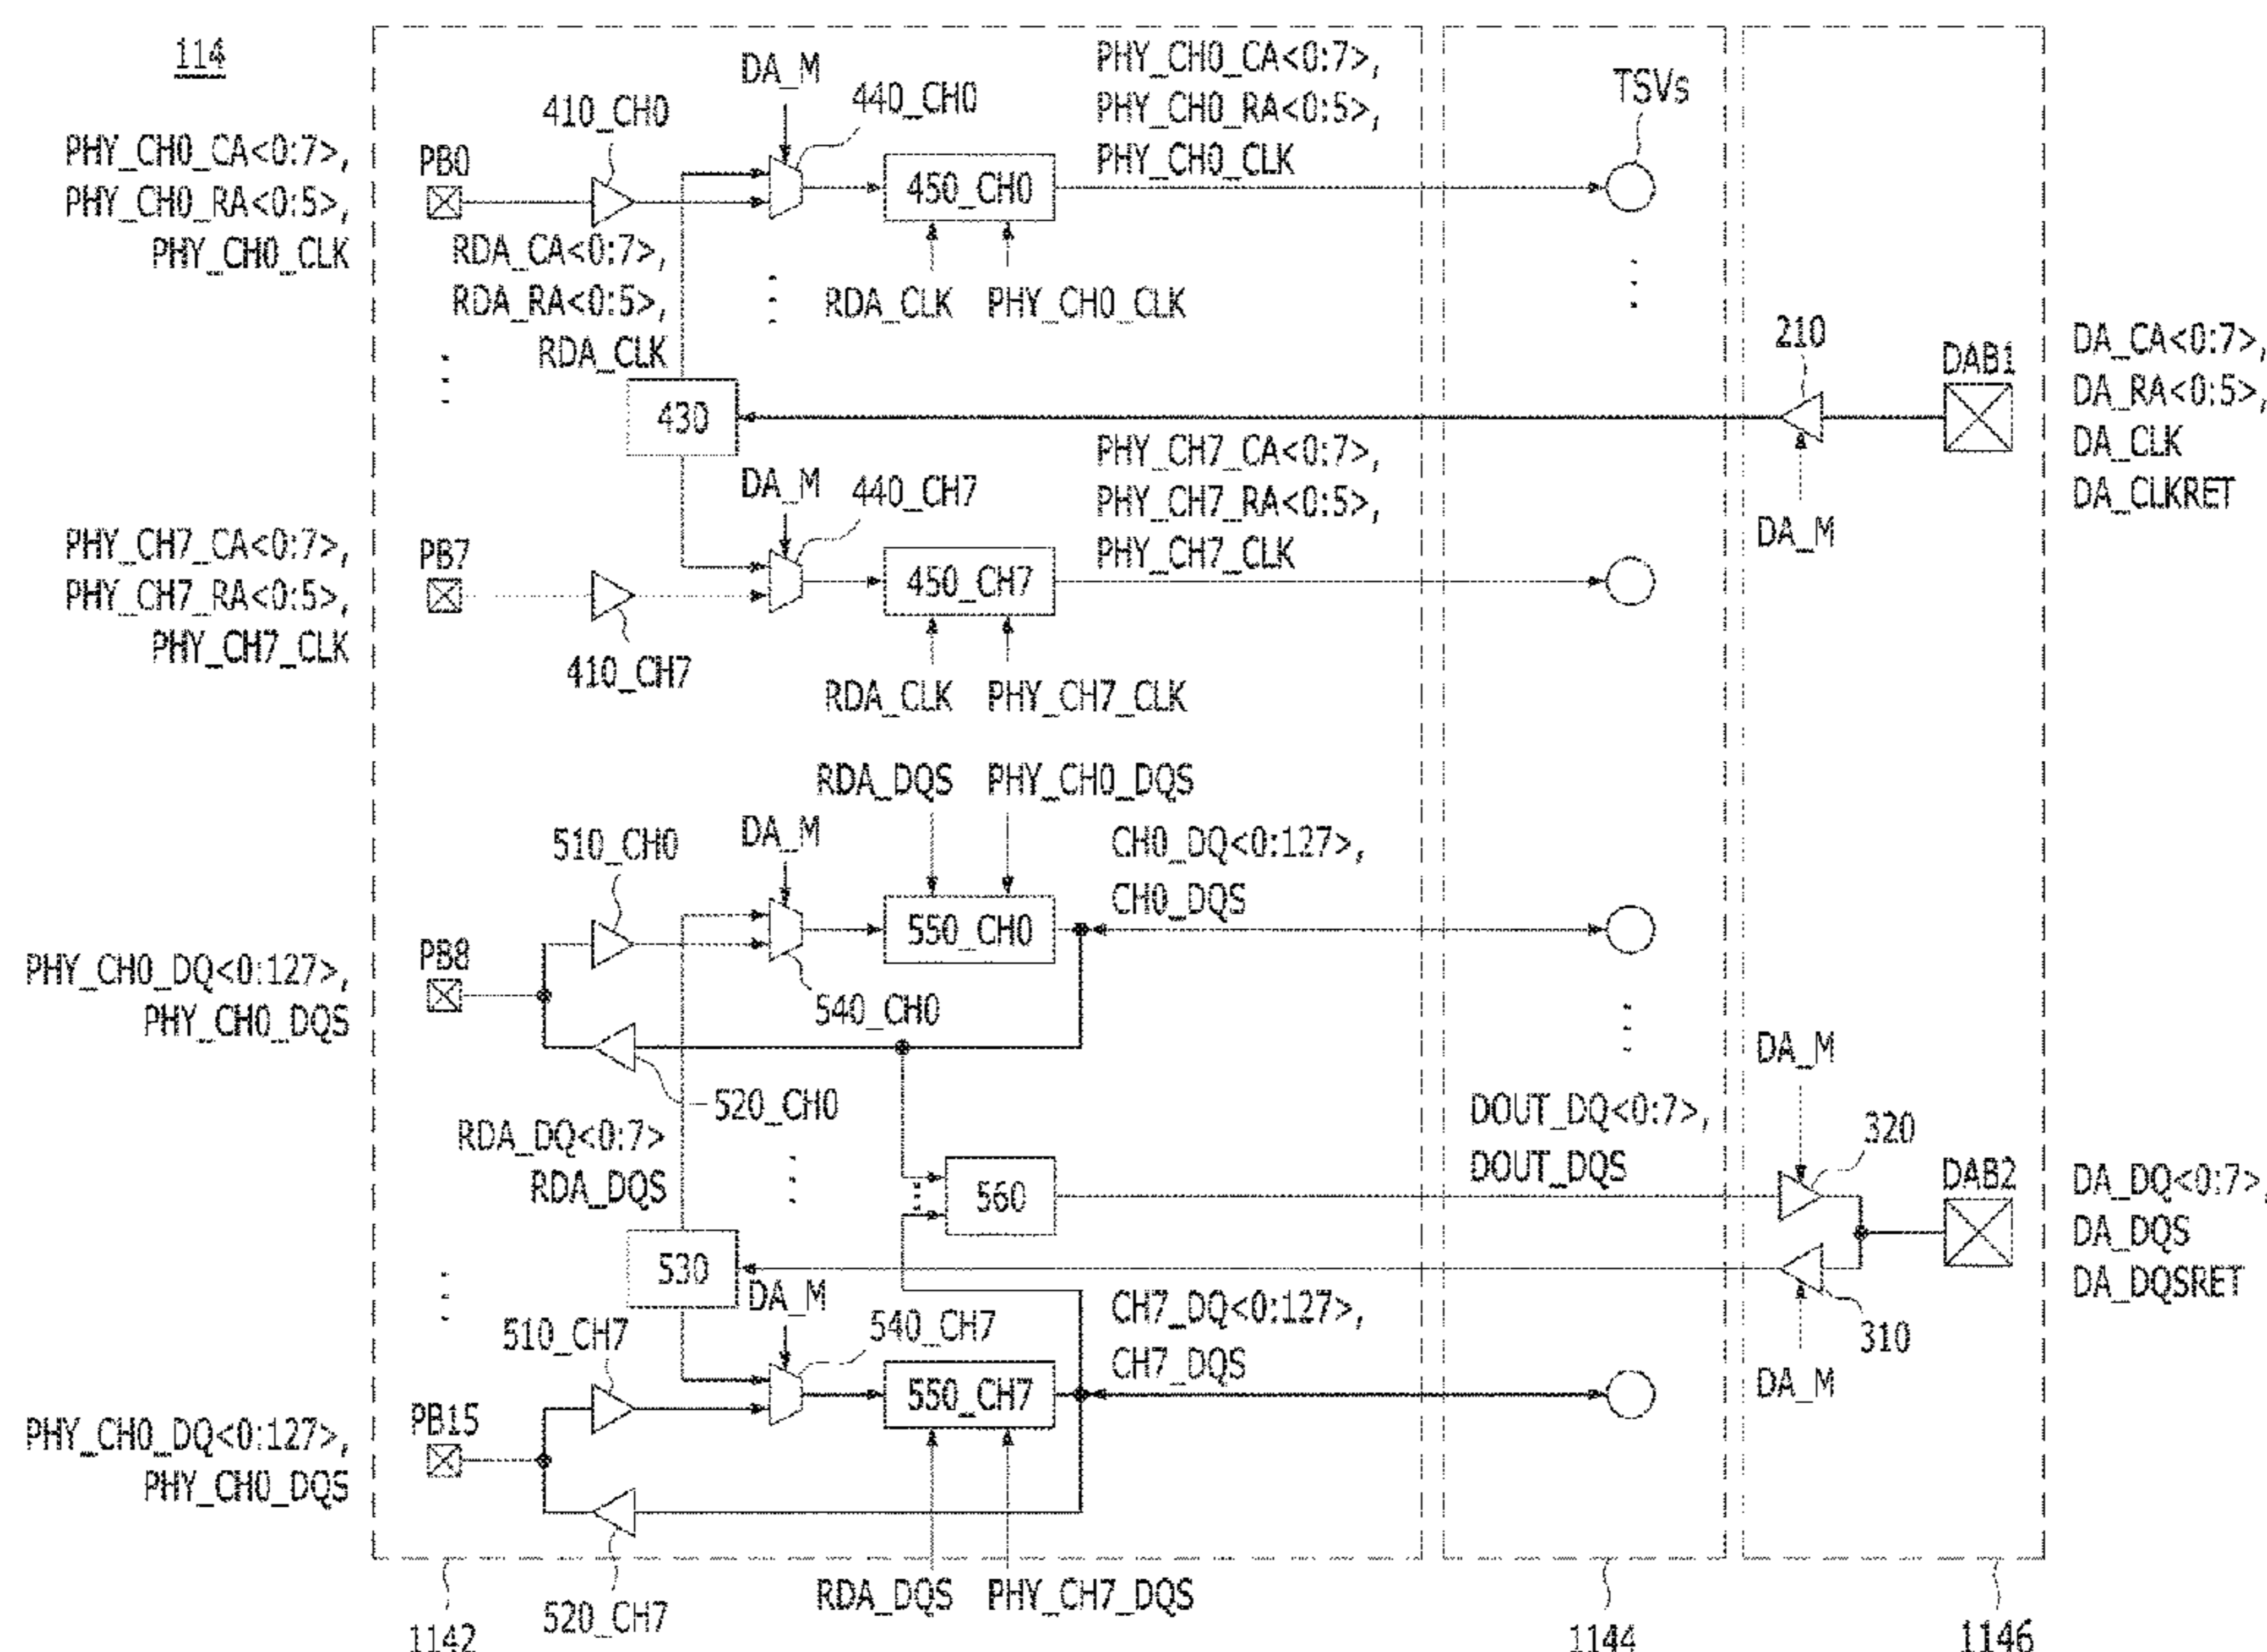 114
PHY_CH0_CA<0:7>,
PHY_CH0_RA<0:5>,
PHY_CH0_CLK
PB0
410_CH0
DA_M
440_CH0
450_CH0
PHY_CH0_CA<0:7>,
PHY_CH0_RA<0:5>,
PHY_CH0_CLK
TSVs
RDA_CA<0:7>,
RDA_RA<0:5>,
RDA_CLK
RDA_CLK
PHY_CH0_CLK
430
210
DA_M
DAB1
DA_CA<0:7>,
DA_RA<0:5>,
DA_CLK
DA_CLKRET
PHY_CH7_CA<0:7>,
PHY_CH7_RA<0:5>,
PHY_CH7_CLK
PB7
410_CH7
DA_M
440_CH7
450_CH7
PHY_CH7_CA<0:7>,
PHY_CH7_RA<0:5>,
PHY_CH7_CLK
RDA_CLK
PHY_CH7_CLK
RDA_DQS
PHY_CH0_DQS
PHY_CH0_DQ<0:127>,
PHY_CH0_DQS
PB8
510_CH0
DA_M
540_CH0
550_CH0
CH0_DQ<0:127>,
CH0_DQS
520_CH0
RDA_DQ<0:7>
RDA_DQS
560
DOUT_DQ<0:7>,
DOUT_DQS
DA_M
320
DAB2
DA_DQ<0:7>,
DA_DQS
DA_DQSRET
530
310
DA_M
PHY_CH0_DQ<0:127>,
PHY_CH0_DQS
PB15
510_CH7
DA_M
540_CH7
550_CH7
CH7_DQ<0:127>,
CH7_DQS
520_CH7
RDA_DQS
PHY_CH7_DQS
1142
1144
1146